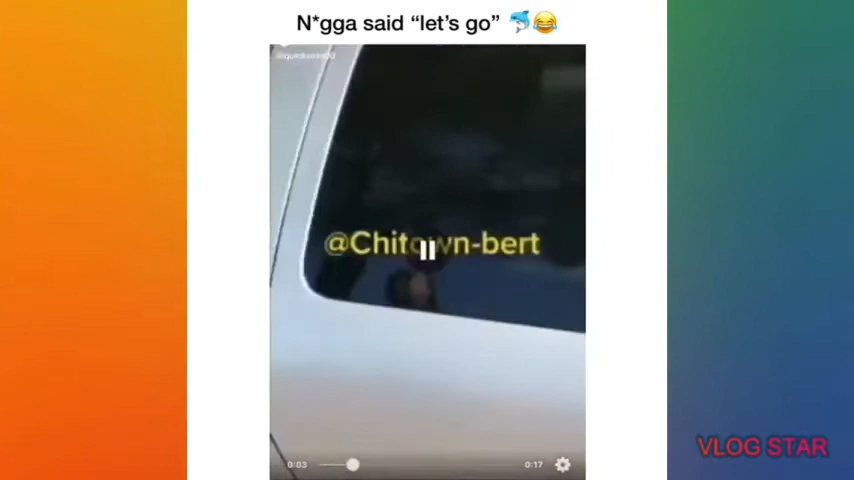 N*gga said “let’s go” 🐬😂
@Chitown-bert
0:03
0:17
VLOG STAR